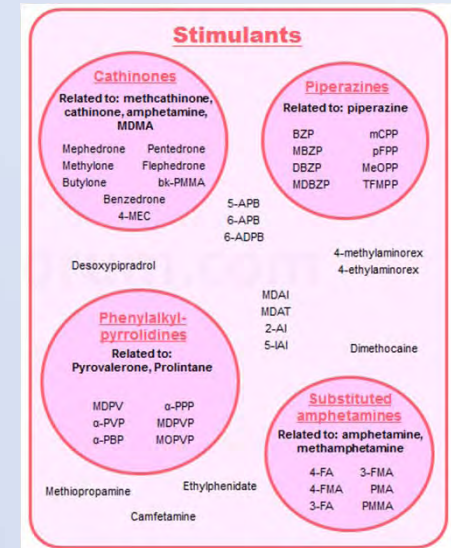 Stimulants
Cathinones
Related to: methcathinone,
cathinone, amphetamine,
MDMA
Mephedrone Pentedrone
Methylone Flephedrone
Butylone bk-PMMA
Benzedrone
4-MEC
Piperazines
Related to: piperazine
BZP mCPP
MBZP pFPP
DBZP MeOPP
MDBZP TFMPP
5-APB
6-APB
6-ADPB
4-methylaminorex
4-ethylaminorex
Desoxypipradrol
MDAI
MDAT
2-AI
5-IAI
Dimethocaine
Phenylalkyl-
pyrrolidines
Related to:
Pyrovalerone, Prolintane
MDPV α-PPP
α-PVP MDPVP
α-PBP MOPVP
Substituted
amphetamines
Related to: amphetamine,
methamphetamine
4-FA 3-FMA
4-FMA PMA
3-FA PMMA
Methiopropamine
Ethylphenidate
Camfetamine